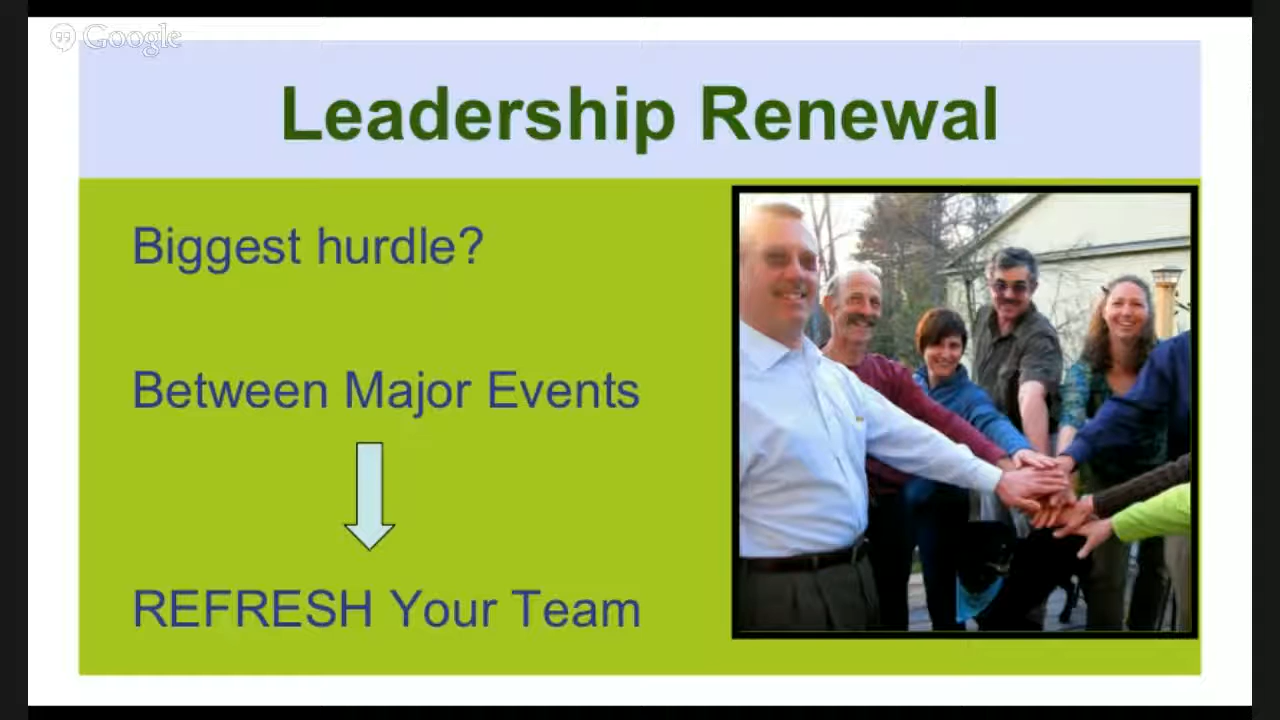 Google
Leadership Renewal
Biggest hurdle?
Between Major Events
REFRESH Your Team